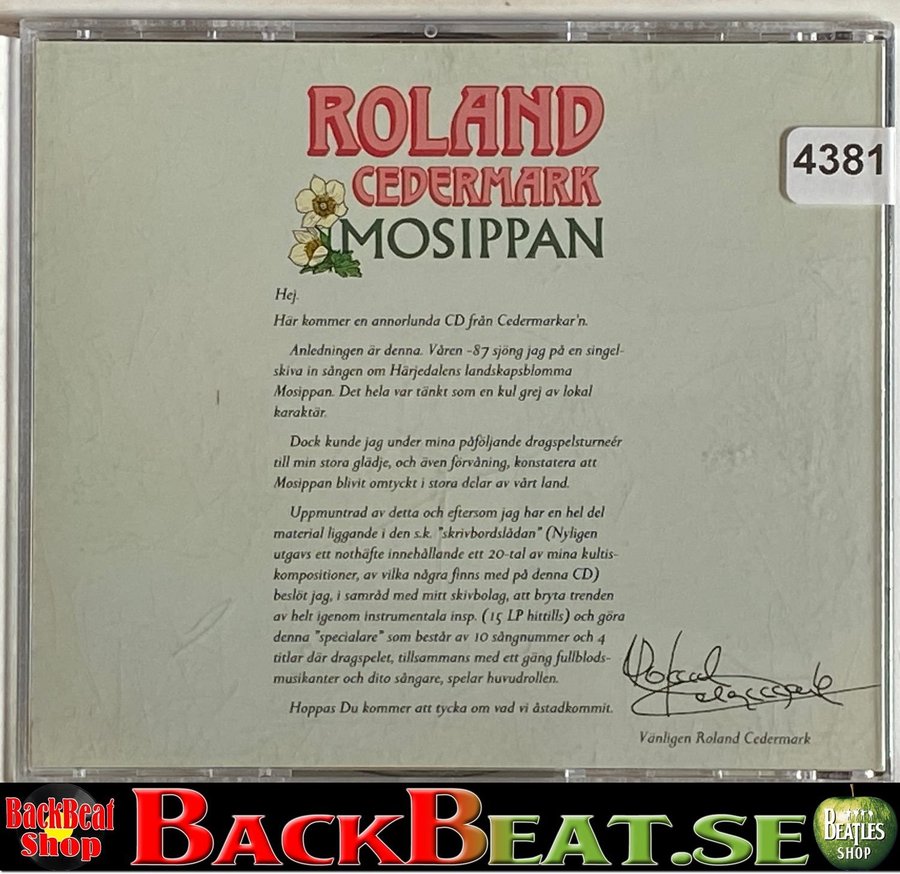 ROLAND
CEDERMARK
MOSIPPAN
4381
Hej.
Här kommer en annorlunda CD från Cedermarkar'n.
Anledningen är denna. Våren -87 sjöng jag på en singel-
skiva in sången om Härjedalens landskapsblomma
Mosippan. Det hela var tänkt som en kul grej av lokal
karaktär.
Dock kunde jag under mina påföljande dragspelsturneér
till min stora glädje, och även förvåning, konstatera att
Mosippan blivit omtyckt i stora delar av vårt land.
Uppmuntrad av detta och eftersom jag har en hel del
material liggande i den s.k. "skrivbordslådan" (Nyligen
utgavs ett nothäfte innehållande ett 20-tal av mina kultis-
kompositioner, av vilka några finns med på denna CD)
beslöt jag, i samråd med mitt skivbolag, att bryta trenden
av helt igenom instrumentala insp. (15 LP hittills) och göra
denna "specialare" som består av 10 sångnummer och 4
titlar där dragspelet, tillsammans med ett gäng fullblods-
musikanter och dito sångare, spelar huvudrollen.
Hoppas Du kommer att tycka om vad vi åstadkommit.
Roland Cedermark
Vänligen Roland Cedermark
BackBeat
Shop
BACKBEAT.SE
BEATLES
SHOP